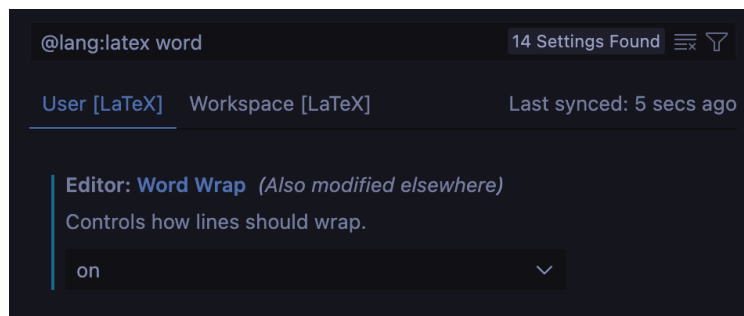 @lang:latex word 14 Settings Found
User [LaTeX] Workspace [LaTeX] Last synced: 5 secs ago
Editor: Word Wrap (Also modified elsewhere)
Controls how lines should wrap.
on